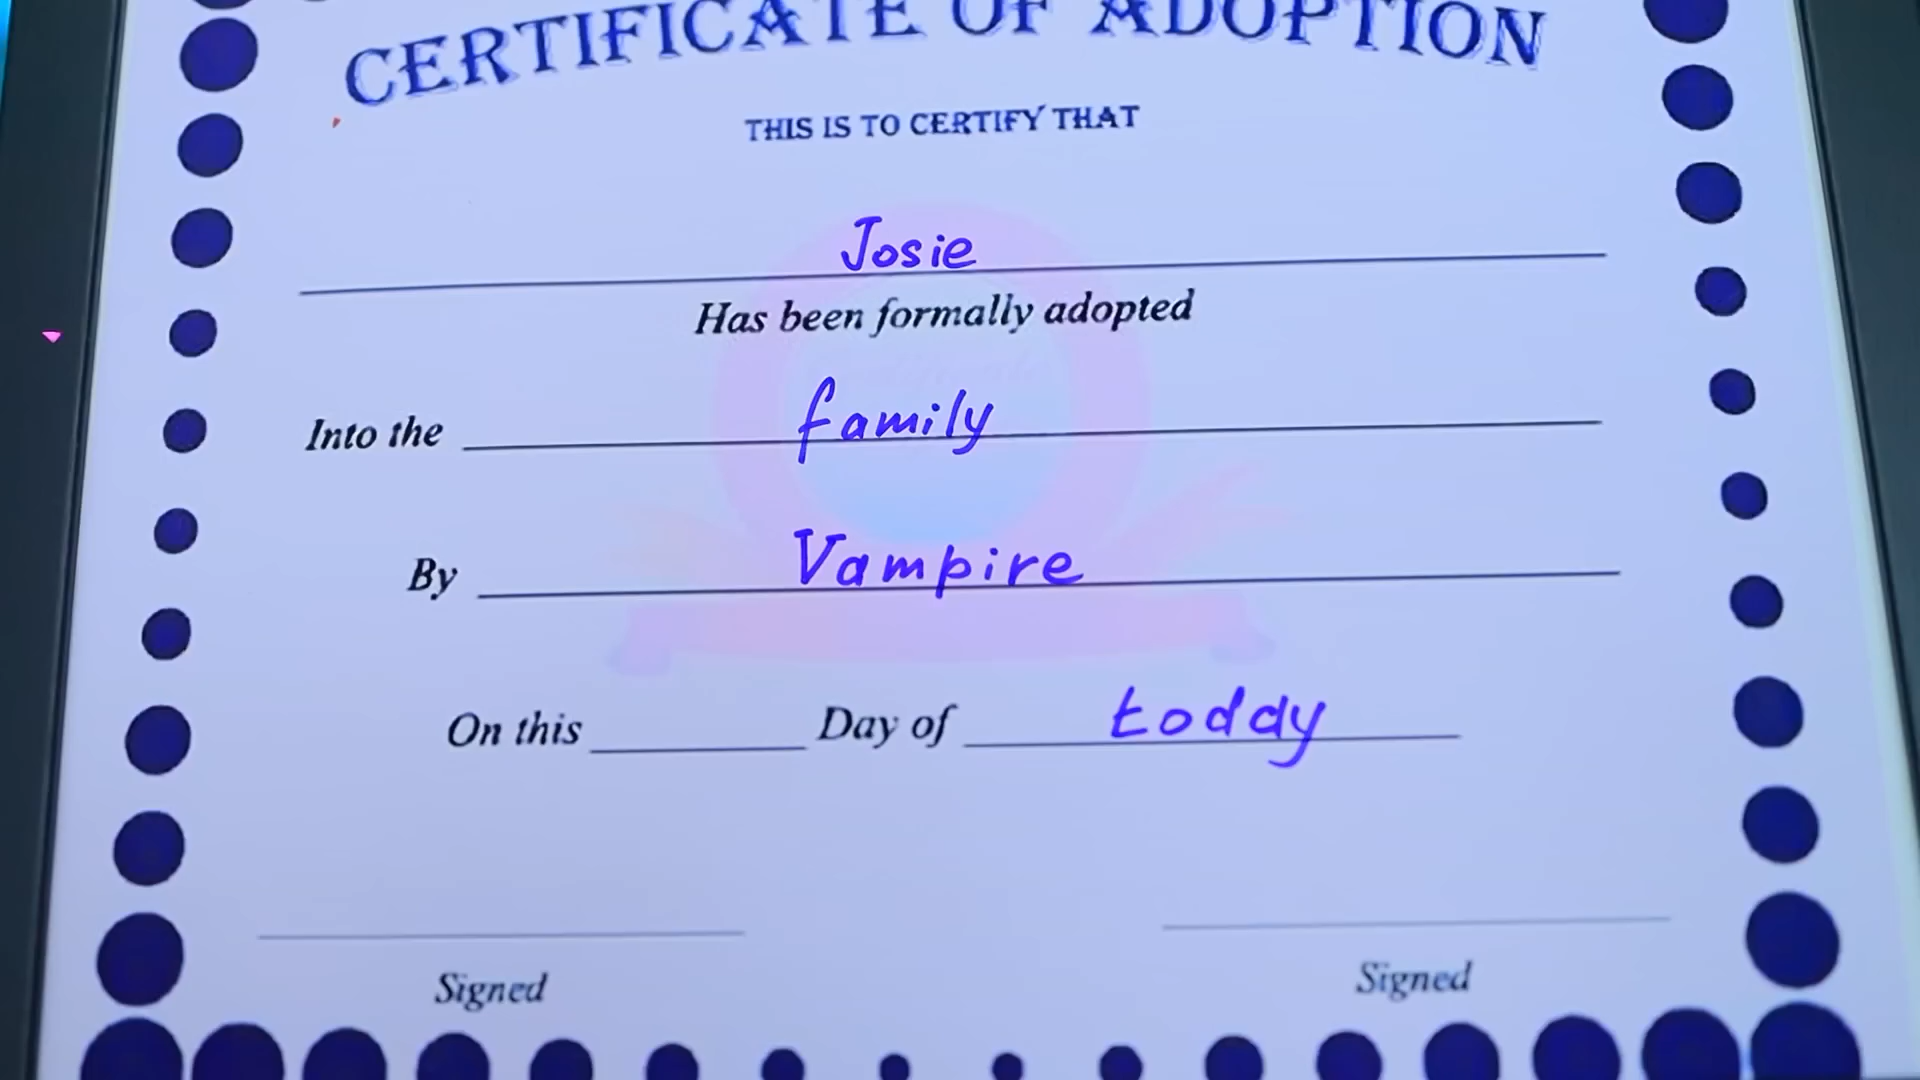 CERTIFICATE OF ADOPTION
THIS IS TO CERTIFY THAT
Josie
Has been formally adopted
Into the family
By Vampire
On this Day of toddy
Signed Signed